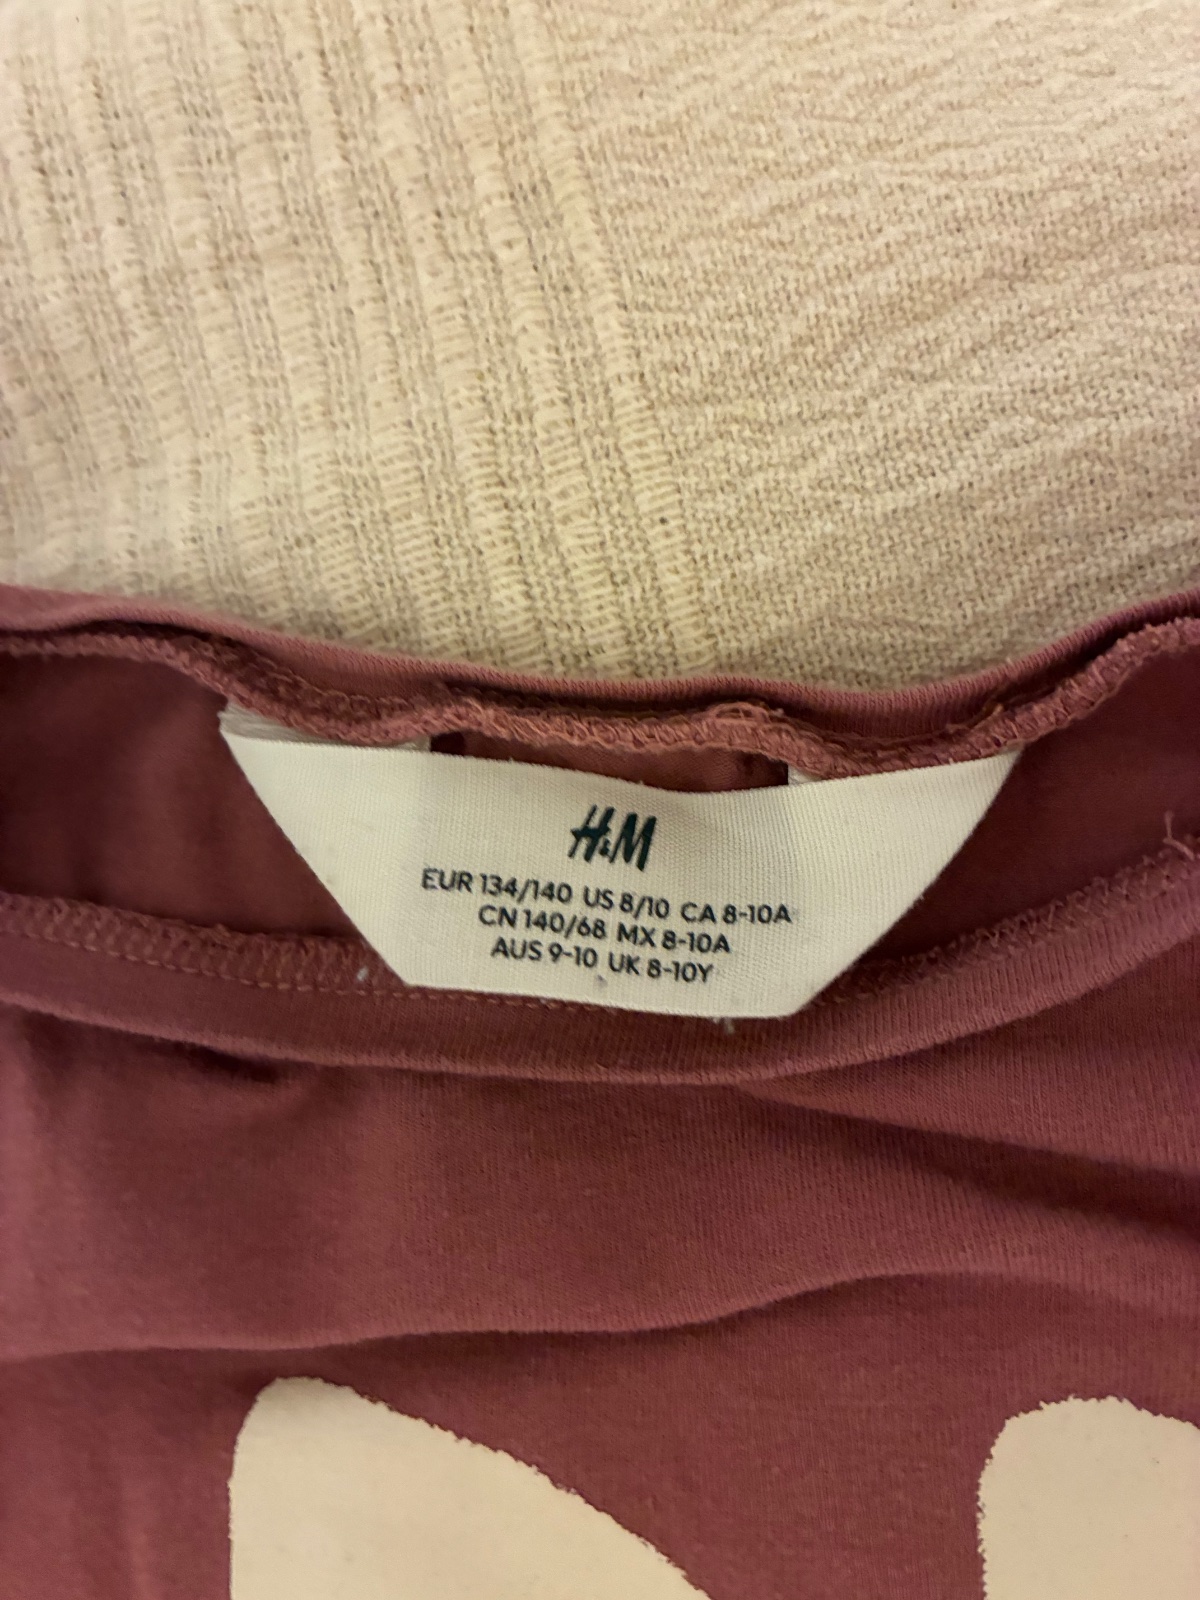 H&M
EUR 134/140 US 8/10 CA 8-10A
CN 140/68 MX 8-10A
AUS 9-10 UK 8-10Y